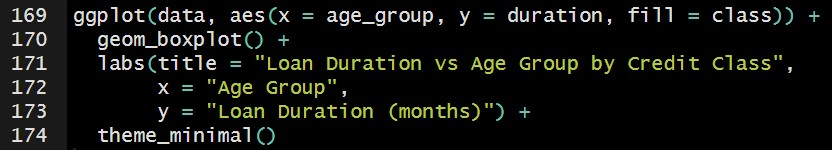 169 ggplot(data, aes(x = age_group, y = duration, fill = class)) +
170   geom_boxplot() +
171   labs(title = "Loan Duration vs Age Group by Credit Class",
172        x = "Age Group",
173        y = "Loan Duration (months)") +
174   theme_minimal()